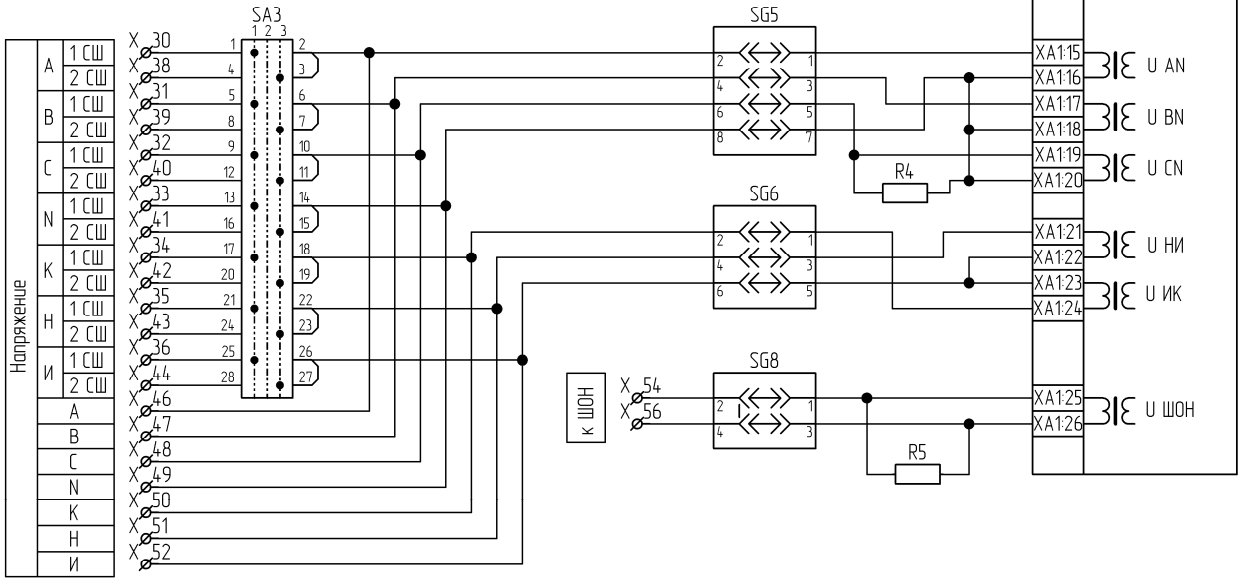 SA3
1 2 3
SG5
Напряжение
A 1 СШ X 30 1 2
2 СШ X 38 4 3
B 1 СШ X 31 5 6
2 СШ X 39 8 7
C 1 СШ X 32 9 10
2 СШ X 40 12 11
N 1 СШ X 33 13 14
2 СШ X 41 16 15
К 1 СШ X 34 17 18
2 СШ X 42 20 19
Н 1 СШ X 35 21 22
2 СШ X 43 24 23
И 1 СШ X 36 25 26
2 СШ X 44 28 27
A X 46
B X 47
C X 48
N X 49
К X 50
Н X 51
И X 52
2 1
4 3
6 5
8 7
R4
SG6
2 1
4 3
6 5
SG8
к ШОН
X 54 2 1
X 56 4 3
R5
XA1:15
XA1:16
U AN
XA1:17
XA1:18
U BN
XA1:19
XA1:20
U CN
XA1:21
XA1:22
U НИ
XA1:23
XA1:24
U ИК
XA1:25
XA1:26
U ШОН